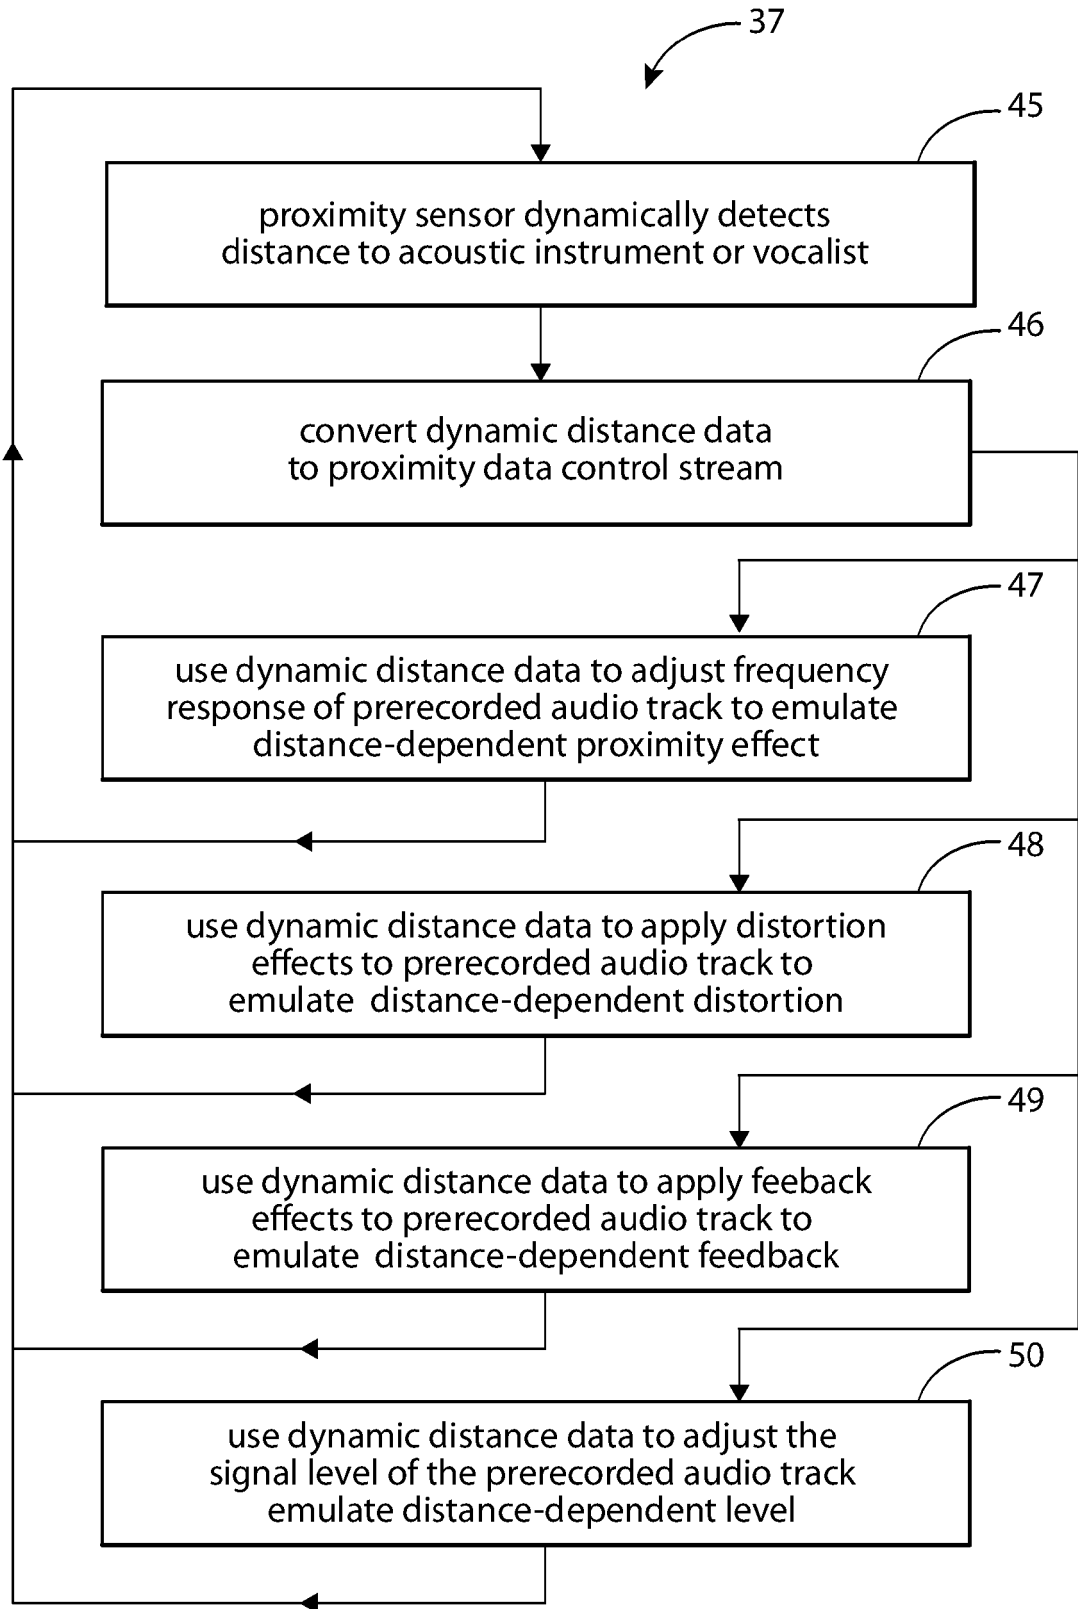 37
45
proximity sensor dynamically detects
distance to acoustic instrument or vocalist
46
convert dynamic distance data
to proximity data control stream
47
use dynamic distance data to adjust frequency
response of prerecorded audio track to emulate
distance-dependent proximity effect
48
use dynamic distance data to apply distortion
effects to prerecorded audio track to
emulate distance-dependent distortion
49
use dynamic distance data to apply feeback
effects to prerecorded audio track to
emulate distance-dependent feedback
50
use dynamic distance data to adjust the
signal level of the prerecorded audio track
emulate distance-dependent level